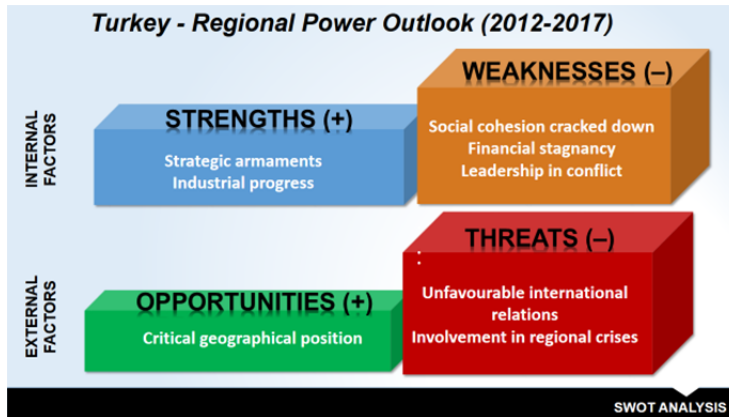 Turkey - Regional Power Outlook (2012-2017)
INTERNAL
FACTORS
STRENGTHS (+)
Strategic armaments
Industrial progress
WEAKNESSES (–)
Social cohesion cracked down
Financial stagnancy
Leadership in conflict
EXTERNAL
FACTORS
OPPORTUNITIES (+)
Critical geographical position
THREATS (–)
:
Unfavourable international
relations
Involvement in regional crises
SWOT ANALYSIS